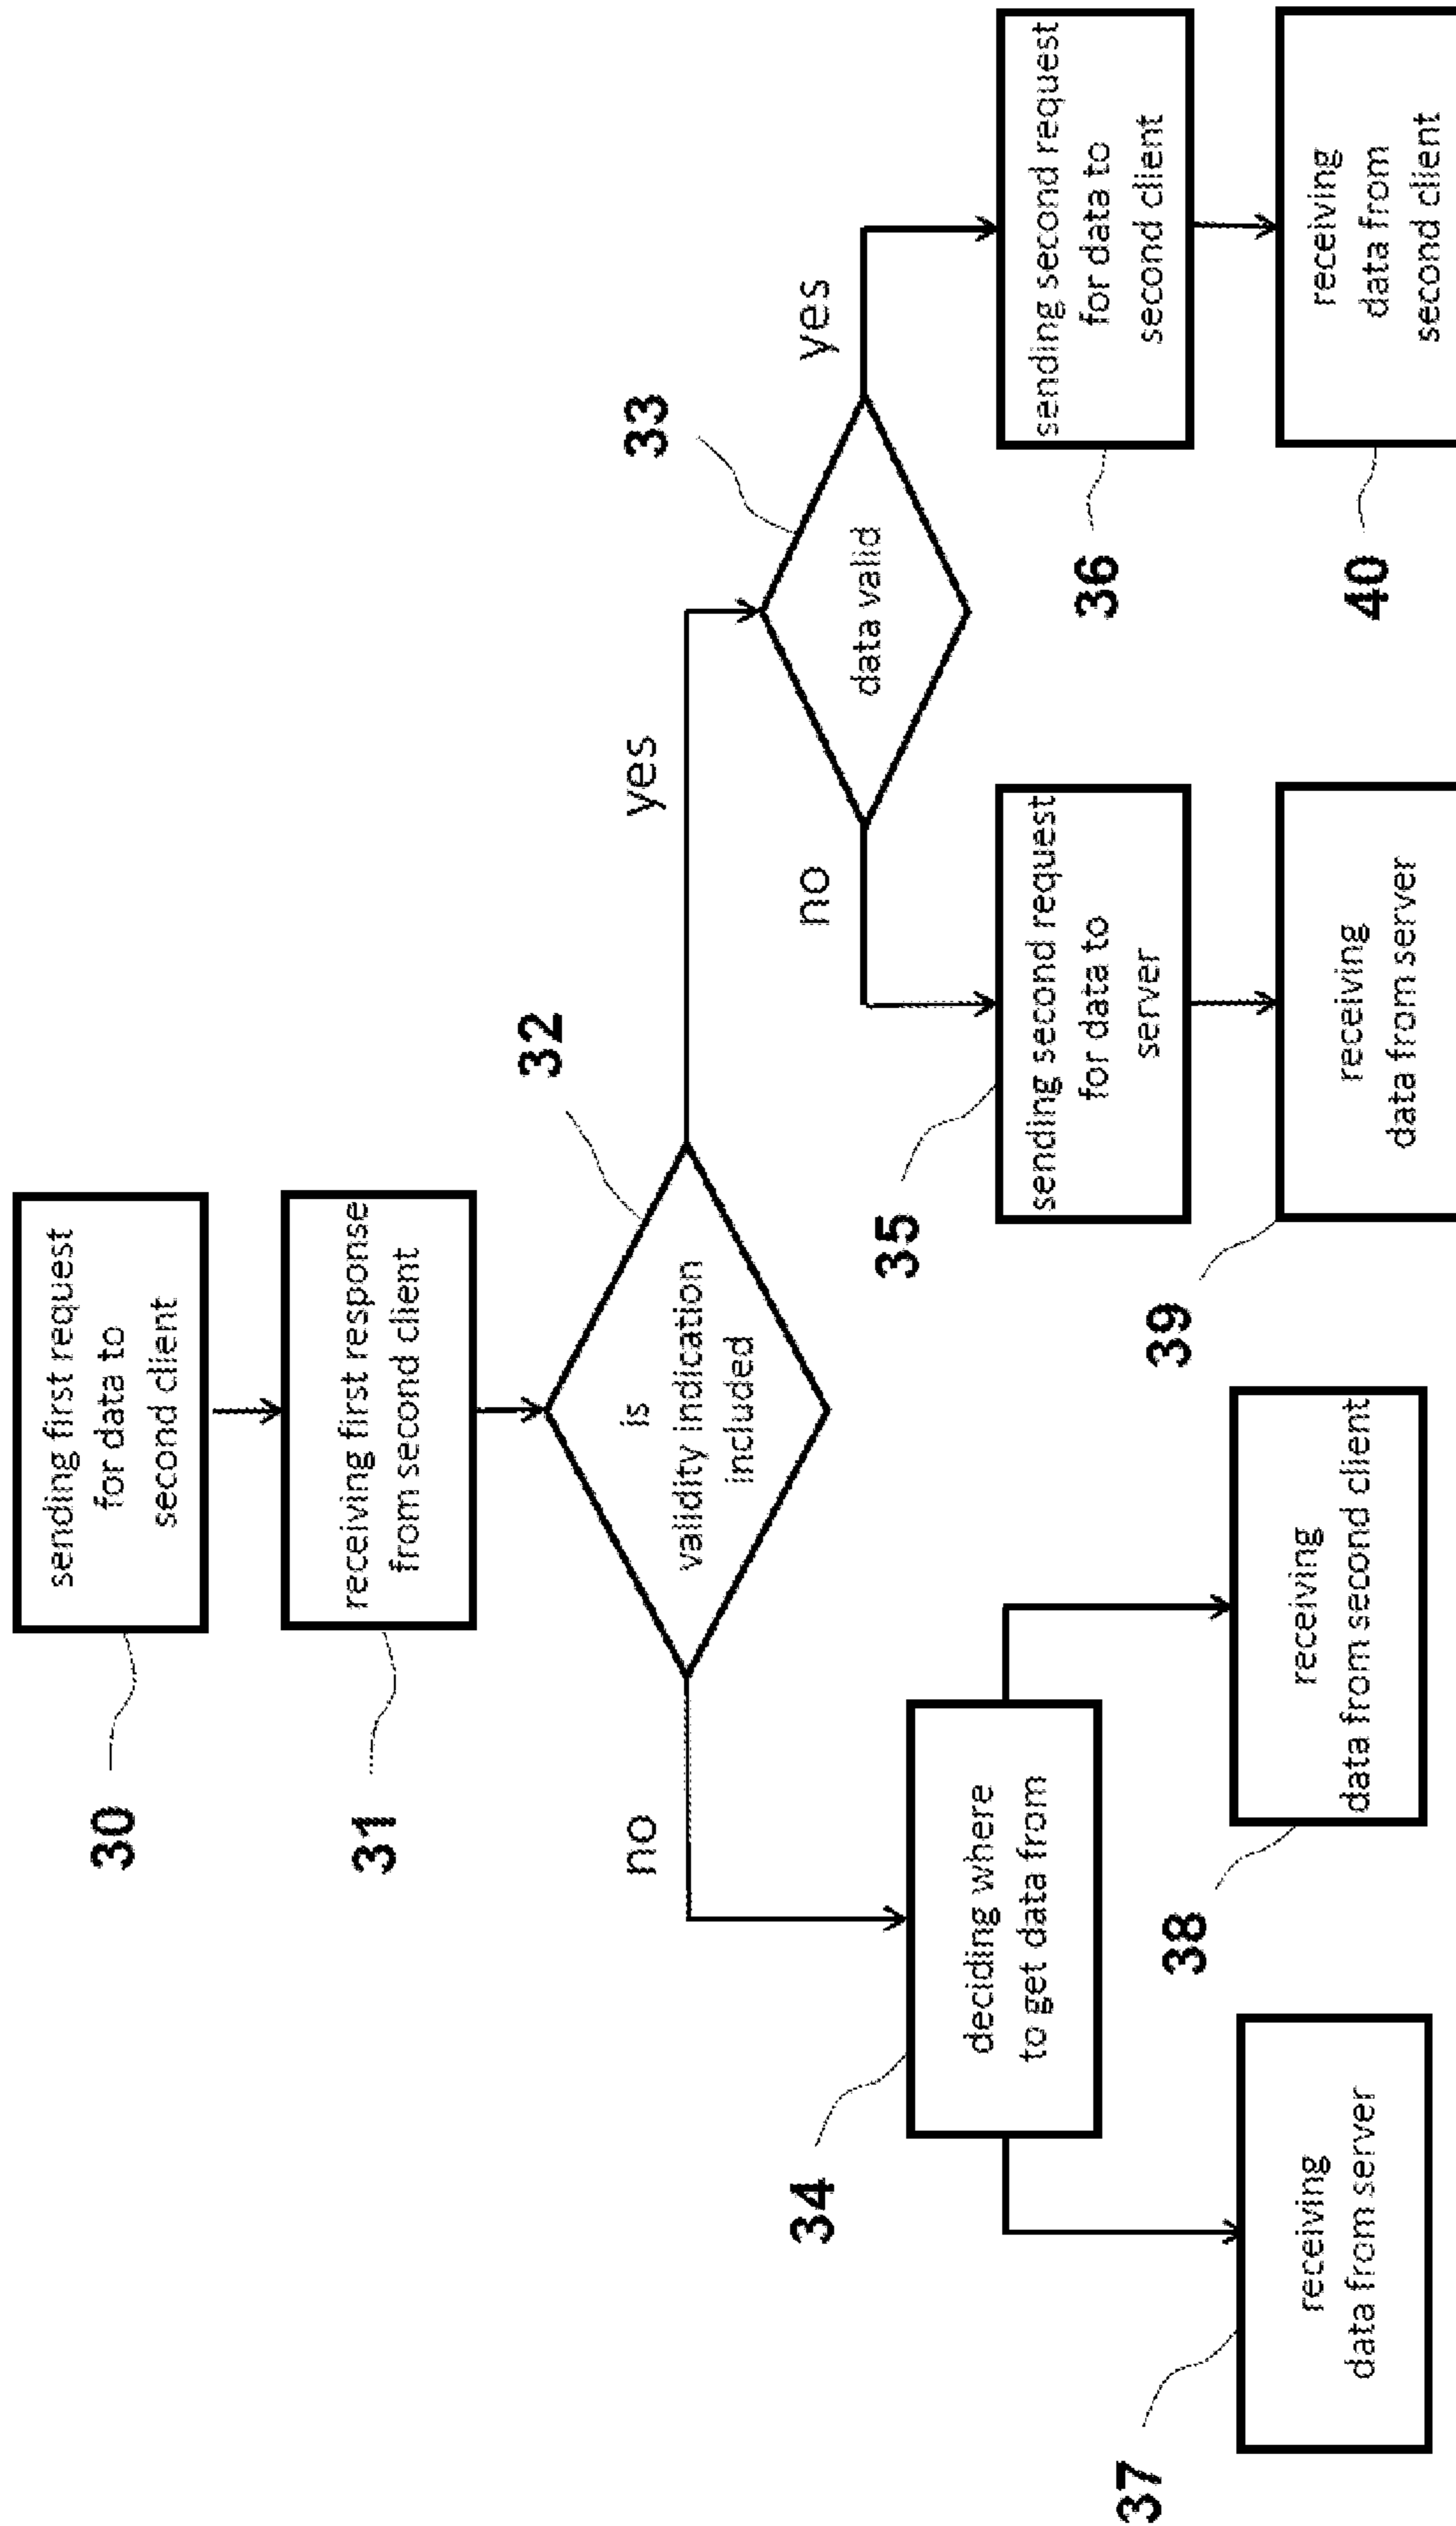 30
sending first request
for data to
second client
31
receiving first response
from second client
32
is
validity indication
included
no
yes
33
data valid
no
yes
34
deciding where
to get data from
35
sending second request
for data to
server
36
sending second request
for data to
second client
37
receiving
data from server
38
receiving
data from second client
39
receiving
data from server
40
receiving
data from
second client